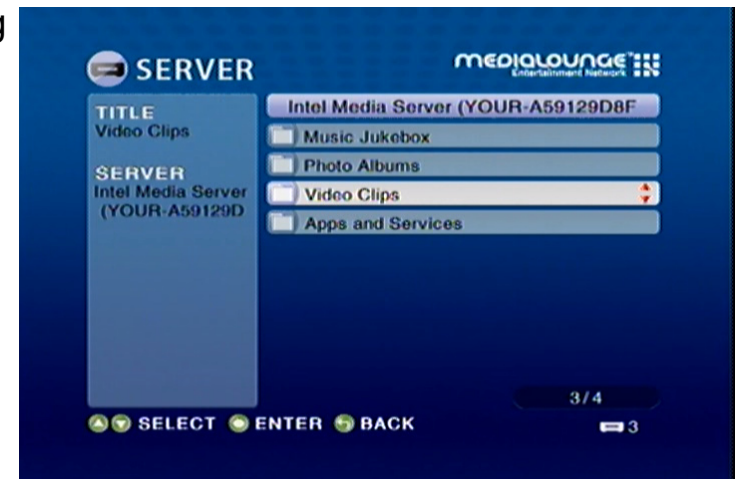 g
SERVER
MEDIALOUNGE™
Entertainment Network
TITLE
Video Clips
SERVER
Intel Media Server
(YOUR-A59129D
Intel Media Server (YOUR-A59129D8F
Music Jukebox
Photo Albums
Video Clips
Apps and Services
3/4
SELECT ENTER BACK
3